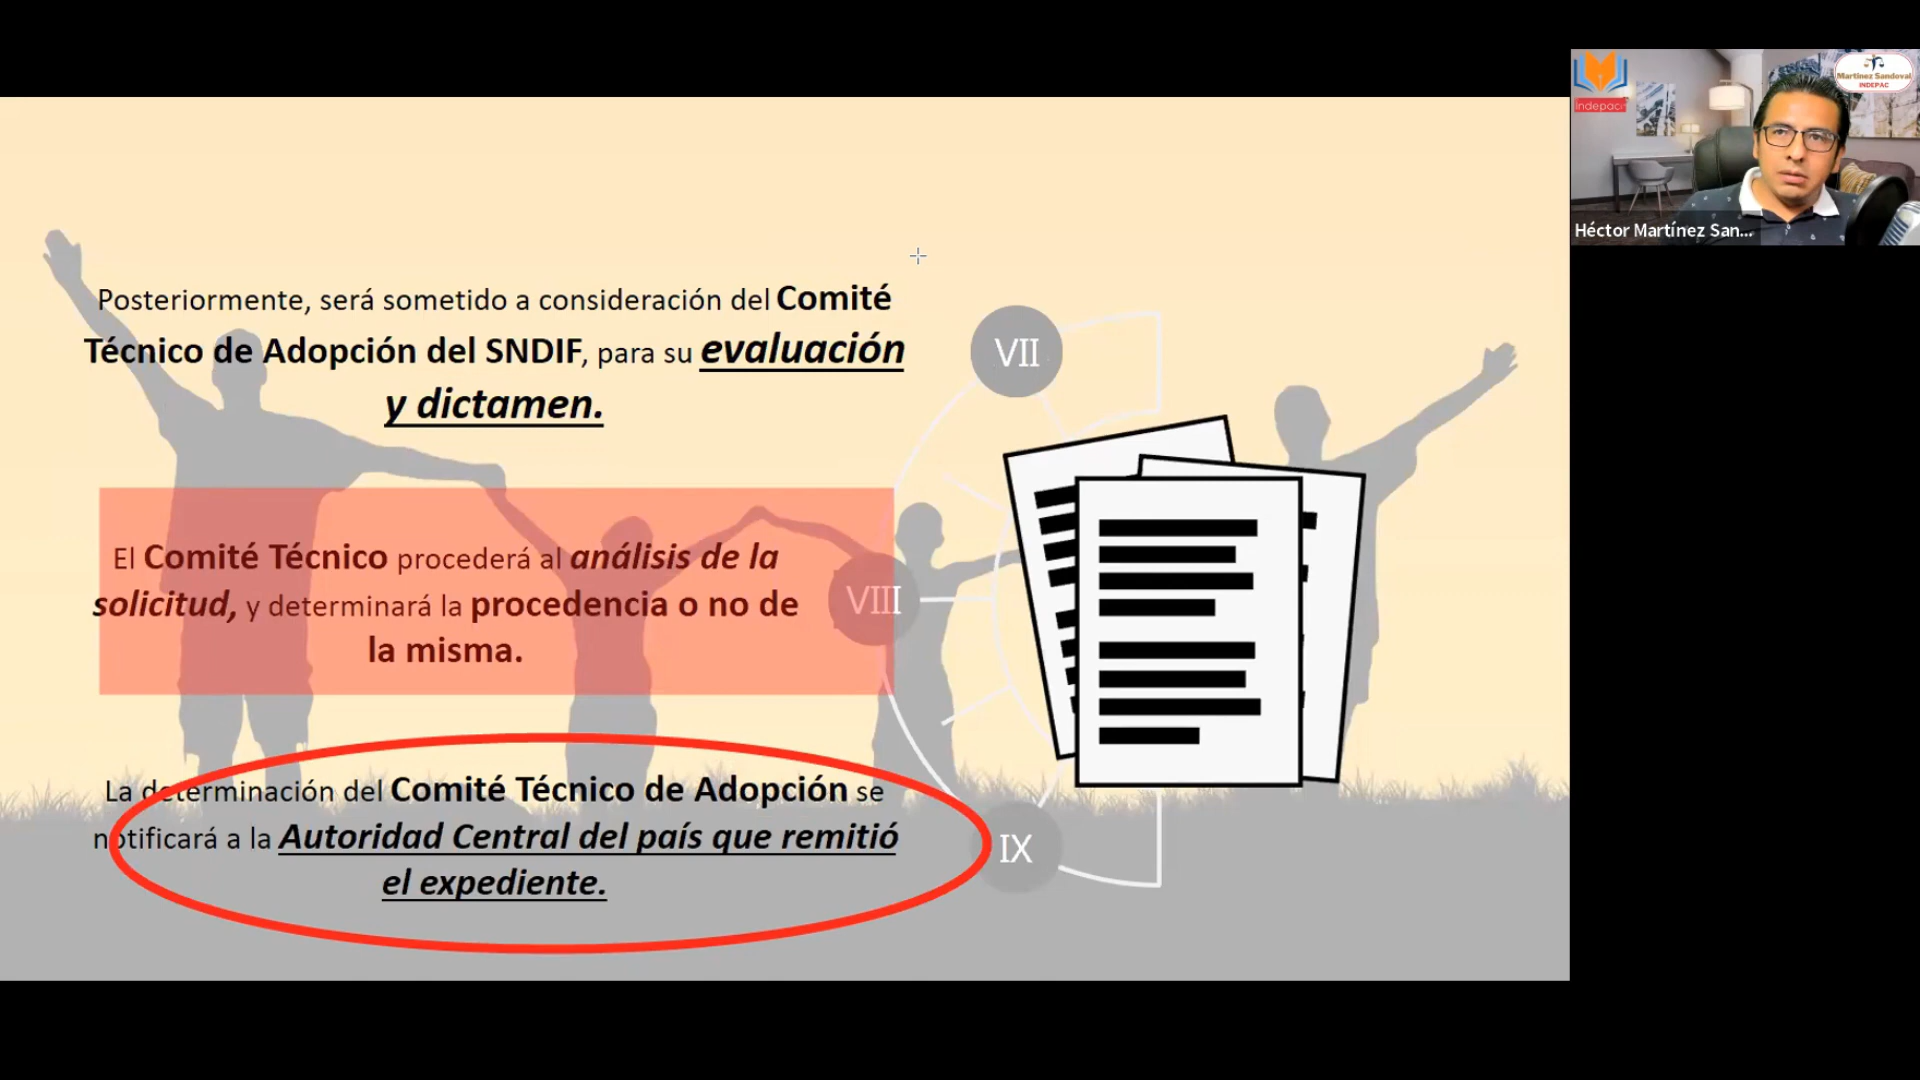 Posteriormente, será sometido a consideración del Comité
Técnico de Adopción del SNDIF, para su evaluación
y dictamen.
VII
El Comité Técnico procederá al análisis de la
solicitud, y determinará la procedencia o no de
la misma.
VIII
La determinación del Comité Técnico de Adopción se
notificará a la Autoridad Central del país que remitió
el expediente.
IX
Indepac
Martínez Sandoval
INDEPAC
Héctor Martínez San...